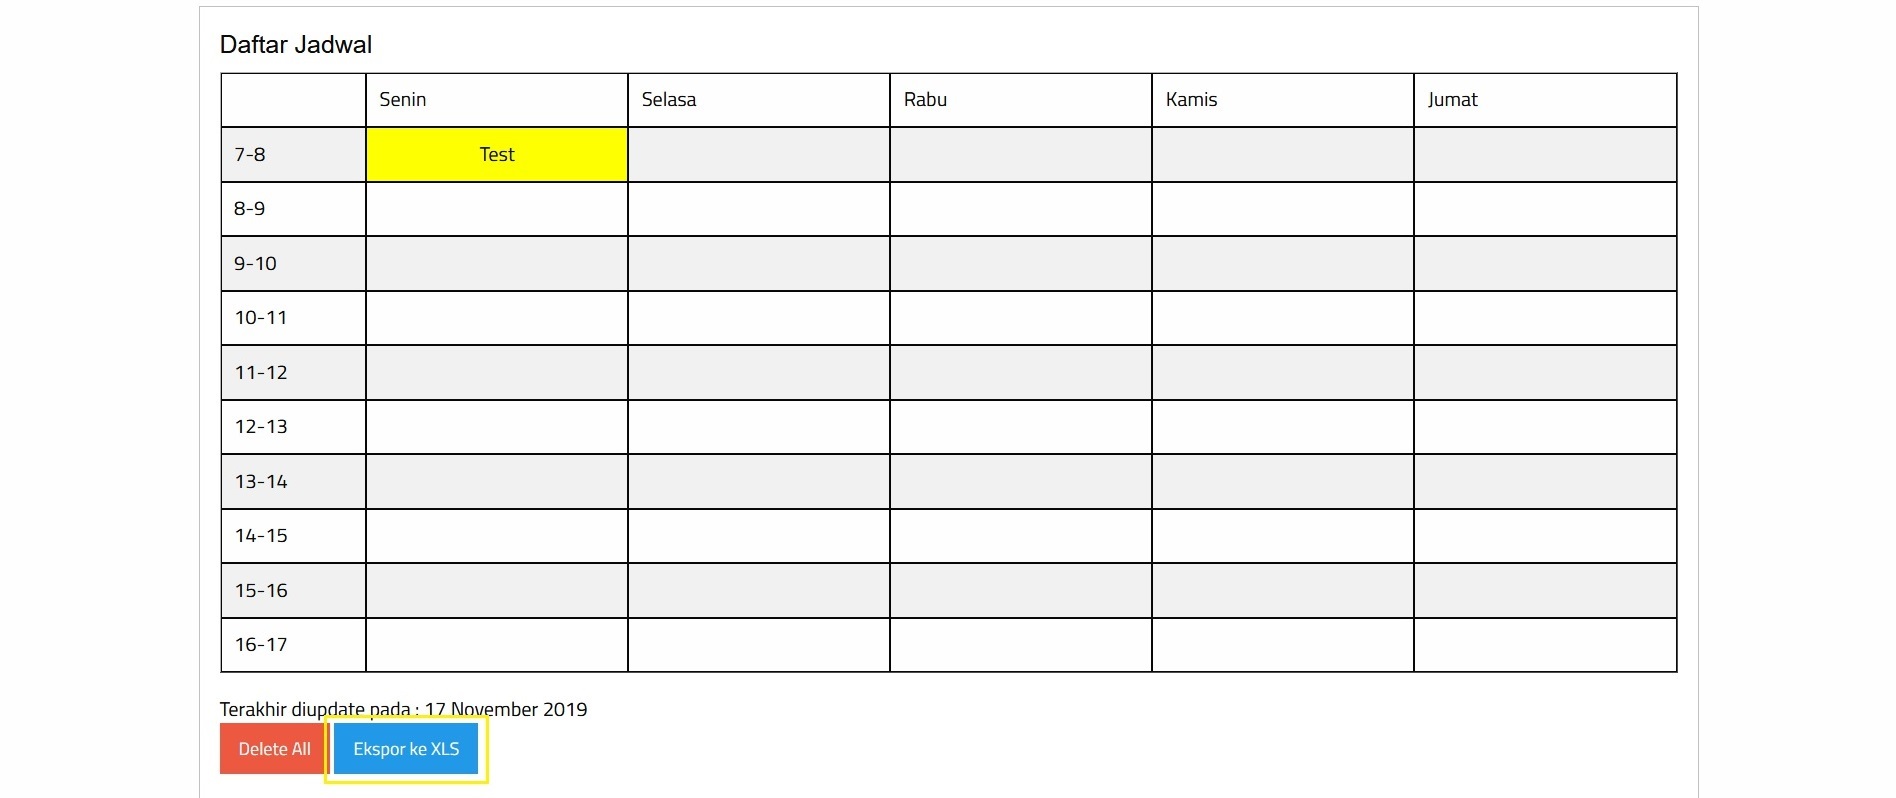 Daftar Jadwal
Senin Selasa Rabu Kamis Jumat
7-8 Test
8-9
9-10
10-11
11-12
12-13
13-14
14-15
15-16
16-17
Terakhir diupdate pada : 17 November 2019
Delete All Ekspor ke XLS